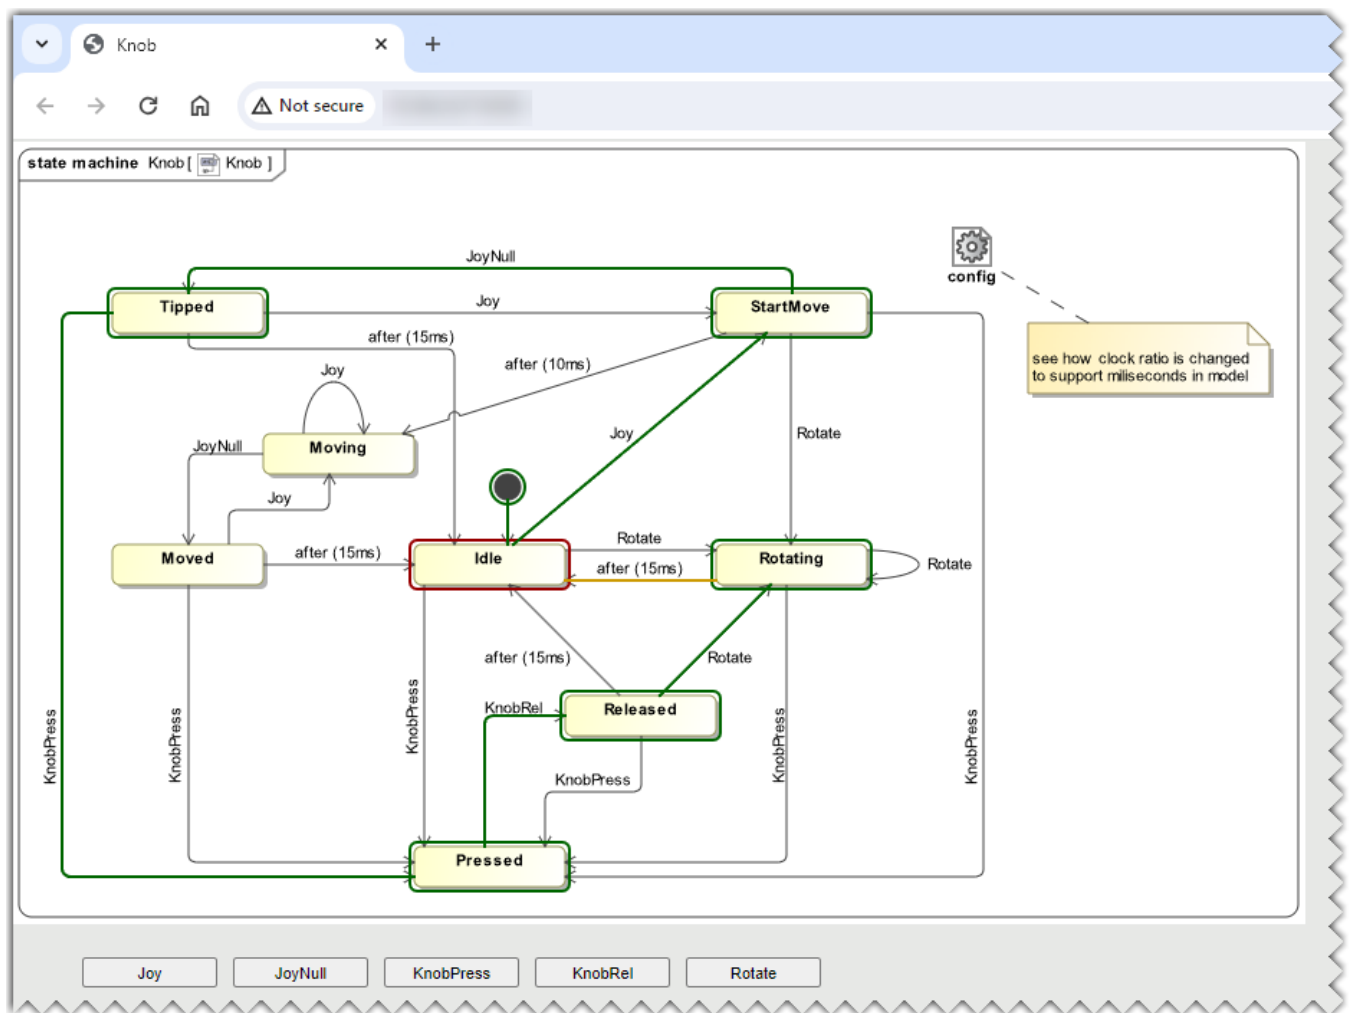 Knob
Not secure
state machine Knob [ Knob ]
JoyNull
config
Tipped
Joy
StartMove
after (15ms)
see how clock ratio is changed
to support miliseconds in model
after (10ms)
Joy
Joy
Rotate
JoyNull
Moving
Joy
Moved
after (15ms)
Idle
Rotate
after (15ms)
Rotating
Rotate
after (15ms)
Rotate
KnobPress
KnobPress
KnobPress
KnobRel
Released
KnobPress
KnobPress
KnobPress
Pressed
Joy
JoyNull
KnobPress
KnobRel
Rotate